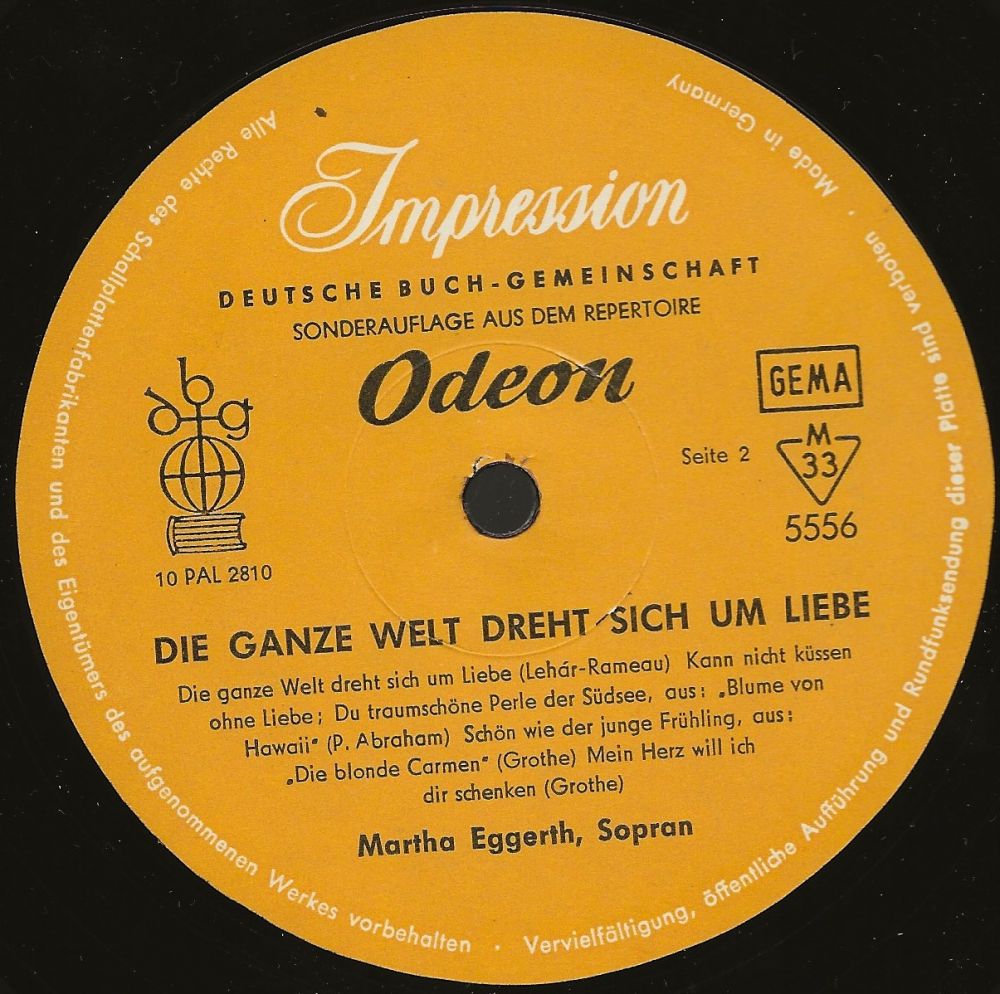 Impression
DEUTSCHE BUCH-GEMEINSCHAFT
SONDERAUFLAGE AUS DEM REPERTOIRE
Odeon
dbg
GEMA
Seite 2
M
33
5556
10 PAL 2810
DIE GANZE WELT DREHT SICH UM LIEBE
Die ganze Welt dreht sich um Liebe (Lehár-Rameau) Kann nicht küssen
ohne Liebe; Du traumschöne Perle der Südsee, aus: „Blume von
Hawaii" (P. Abraham) Schön wie der junge Frühling, aus:
„Die blonde Carmen" (Grothe) Mein Herz will ich
dir schenken (Grothe)
Martha Eggerth, Sopran
Alle Rechte des Schallplattenfabrikanten und des Eigentümers des aufgenommenen Werkes vorbehalten · Vervielfältigung, öffentliche Aufführung und Rundfunksendung dieser Platte sind verboten · Made in Germany